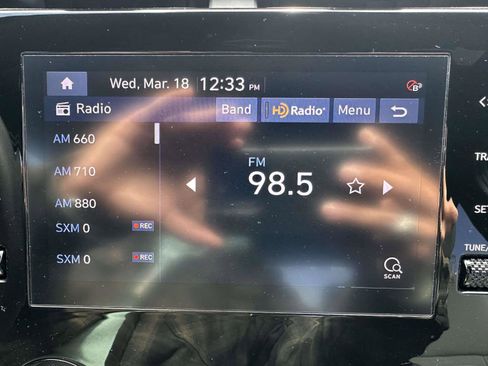 Wed, Mar. 18 12:33 PM
Radio Band HD Radio Menu
AM 660
AM 710
AM 880
SXM 0 REC
SXM 0 REC
FM
98.5
SCAN
TUNE/